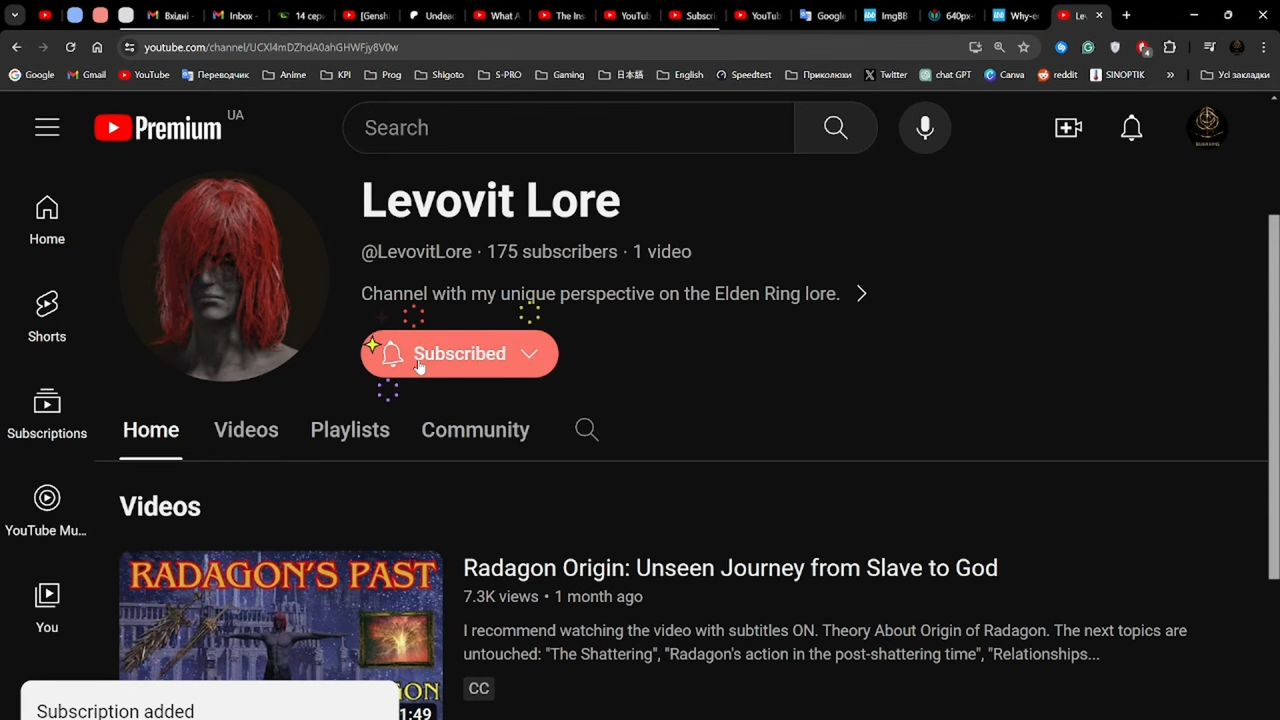 Вхідні
Inbox
14 сер
[Genshi
Undea
What A
The Ins
YouTub
Subscri
YouTub
Google
ImgBB
640px-
Why-er
Lev
youtube.com/channel/UCXI4mDZhdA0ahGHWFjy8V0w
Google
Gmail
YouTube
Переводчик
Anime
KPI
Prog
Shigoto
S-PRO
Gaming
日本語
English
Speedtest
Приколюхи
Twitter
chat GPT
Canva
reddit
SINOPTIK
»
Усі закладки
Premium UA
Search
Home
Shorts
Subscriptions
YouTube Mu...
You
Levovit Lore
@LevovitLore · 175 subscribers · 1 video
Channel with my unique perspective on the Elden Ring lore.
Subscribed
Home
Videos
Playlists
Community
Videos
RADAGON'S PAST
1:49
Radagon Origin: Unseen Journey from Slave to God
7.3K views • 1 month ago
I recommend watching the video with subtitles ON. Theory About Origin of Radagon. The next topics are
untouched: "The Shattering", "Radagon's action in the post-shattering time", "Relationships...
CC
Subscription added